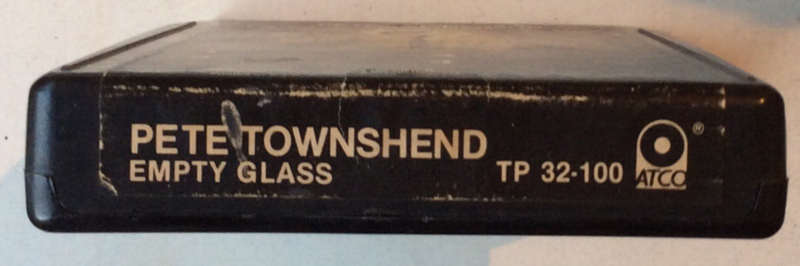 PETE TOWNSHEND
EMPTY GLASS
TP 32-100
ATCO
®